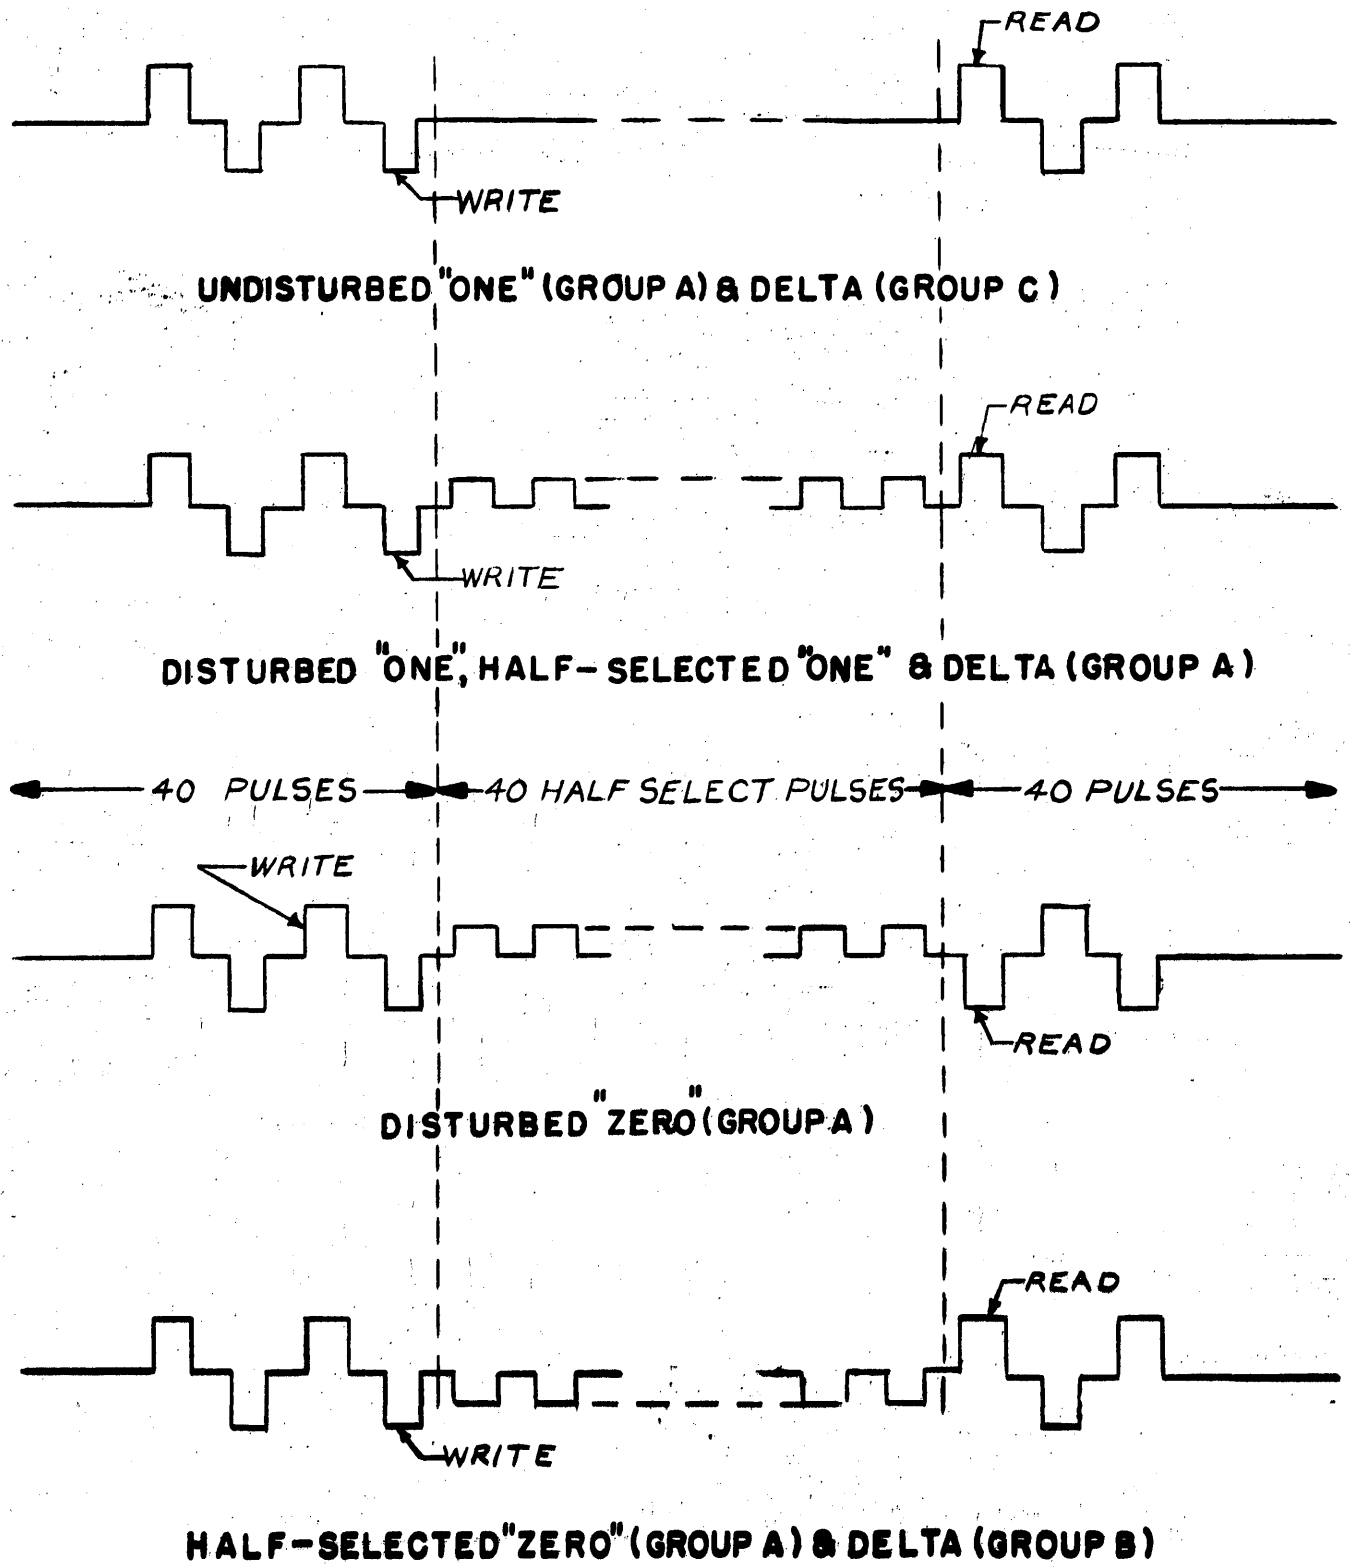 READ
WRITE
UNDISTURBED "ONE" (GROUP A) & DELTA (GROUP C)
READ
WRITE
DISTURBED "ONE", HALF-SELECTED "ONE" & DELTA (GROUP A)
40 PULSES 40 HALF SELECT PULSES 40 PULSES
WRITE
READ
DISTURBED "ZERO" (GROUP A)
READ
WRITE
HALF-SELECTED "ZERO" (GROUP A) & DELTA (GROUP B)